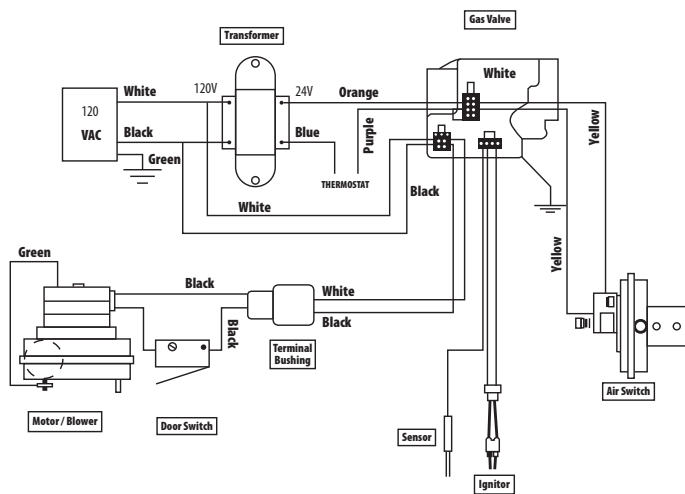 Gas Valve
Transformer
White
120V
24V
Orange
White
120
VAC
Black
Blue
Purple
Yellow
Green
THERMOSTAT
Black
White
Green
Yellow
Black
White
Black
Black
Terminal
Bushing
Air Switch
Motor / Blower
Door Switch
Sensor
Ignitor